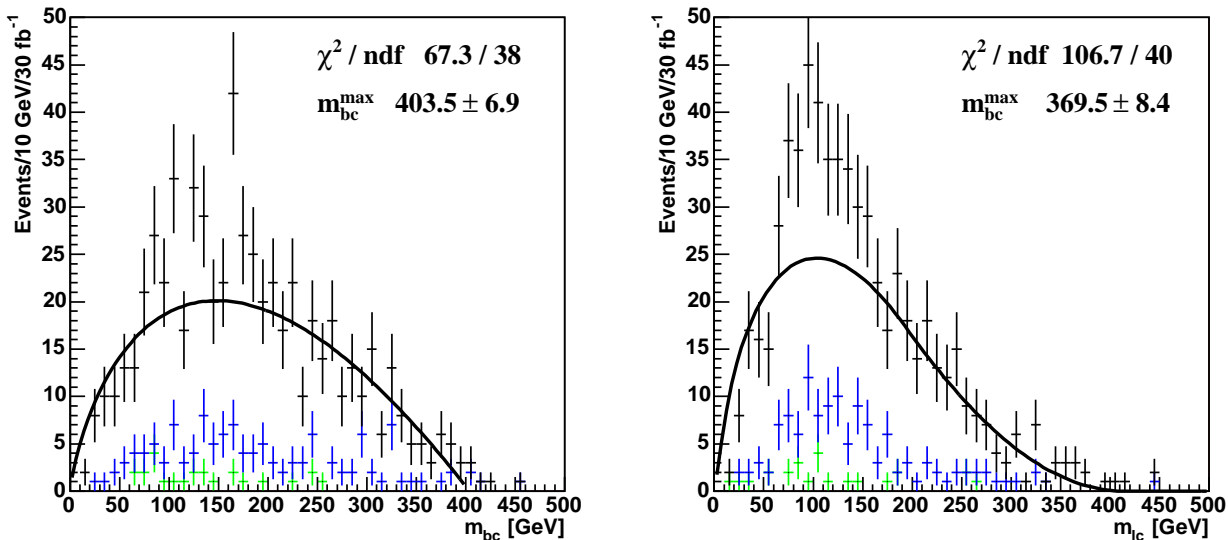 Events/10 GeV/30 fb⁻¹
50
45
40
35
30
25
20
15
10
5
0
χ² / ndf 67.3 / 38
m_bc^max 403.5 ± 6.9
0 50 100 150 200 250 300 350 400 450 500
m_bc [GeV]
Events/10 GeV/30 fb⁻¹
50
45
40
35
30
25
20
15
10
5
0
χ² / ndf 106.7 / 40
m_bc^max 369.5 ± 8.4
0 50 100 150 200 250 300 350 400 450 500
m_lc [GeV]